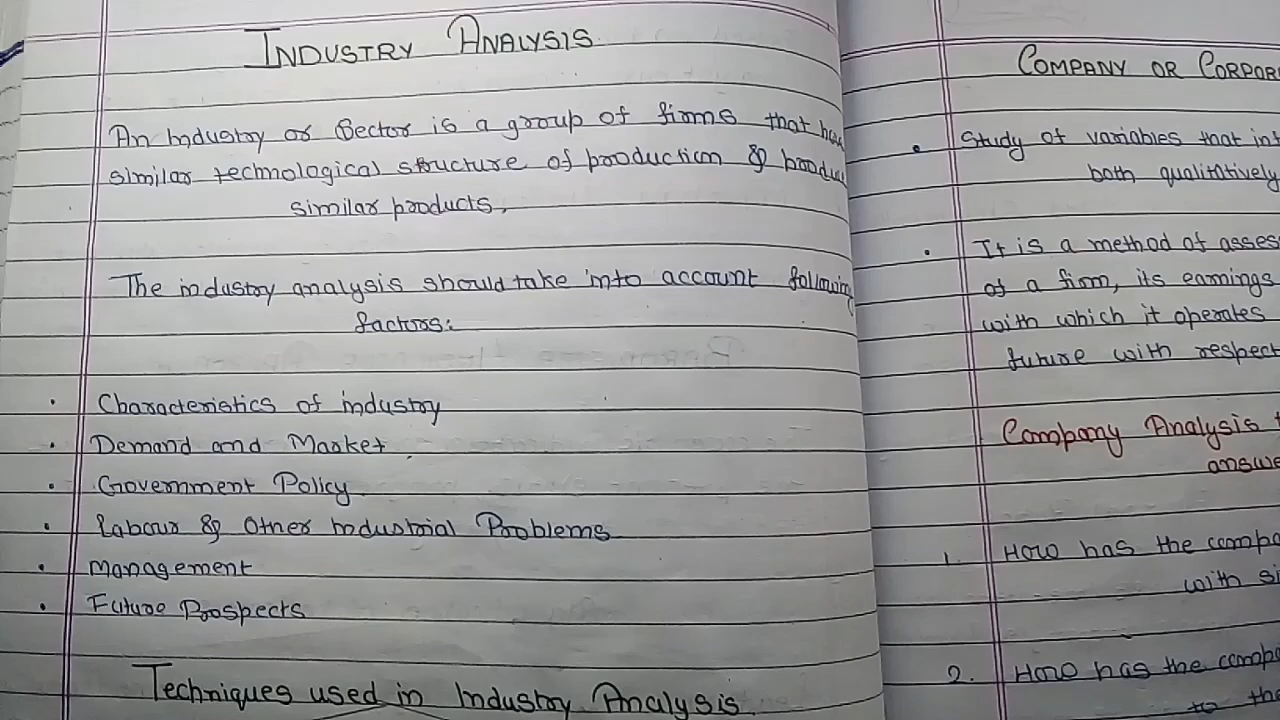 INDUSTRY ANALYSIS
An Industry or Sector is a group of firms that
similar technological structure of production &
similar products,
The industry analysis should take into account following
factors:
Characteristics of industry
Demand and Market
Government Policy
Labour & Other Industrial Problems
Management
Future Prospects
Techniques used in Industry Analysis
COMPANY OR
Study of variables that
both qualitatively
It is a method of
of a firm, its earnings
with which it operates
future with respect
Company Analysis
1. How has the
with
2. How has the
to